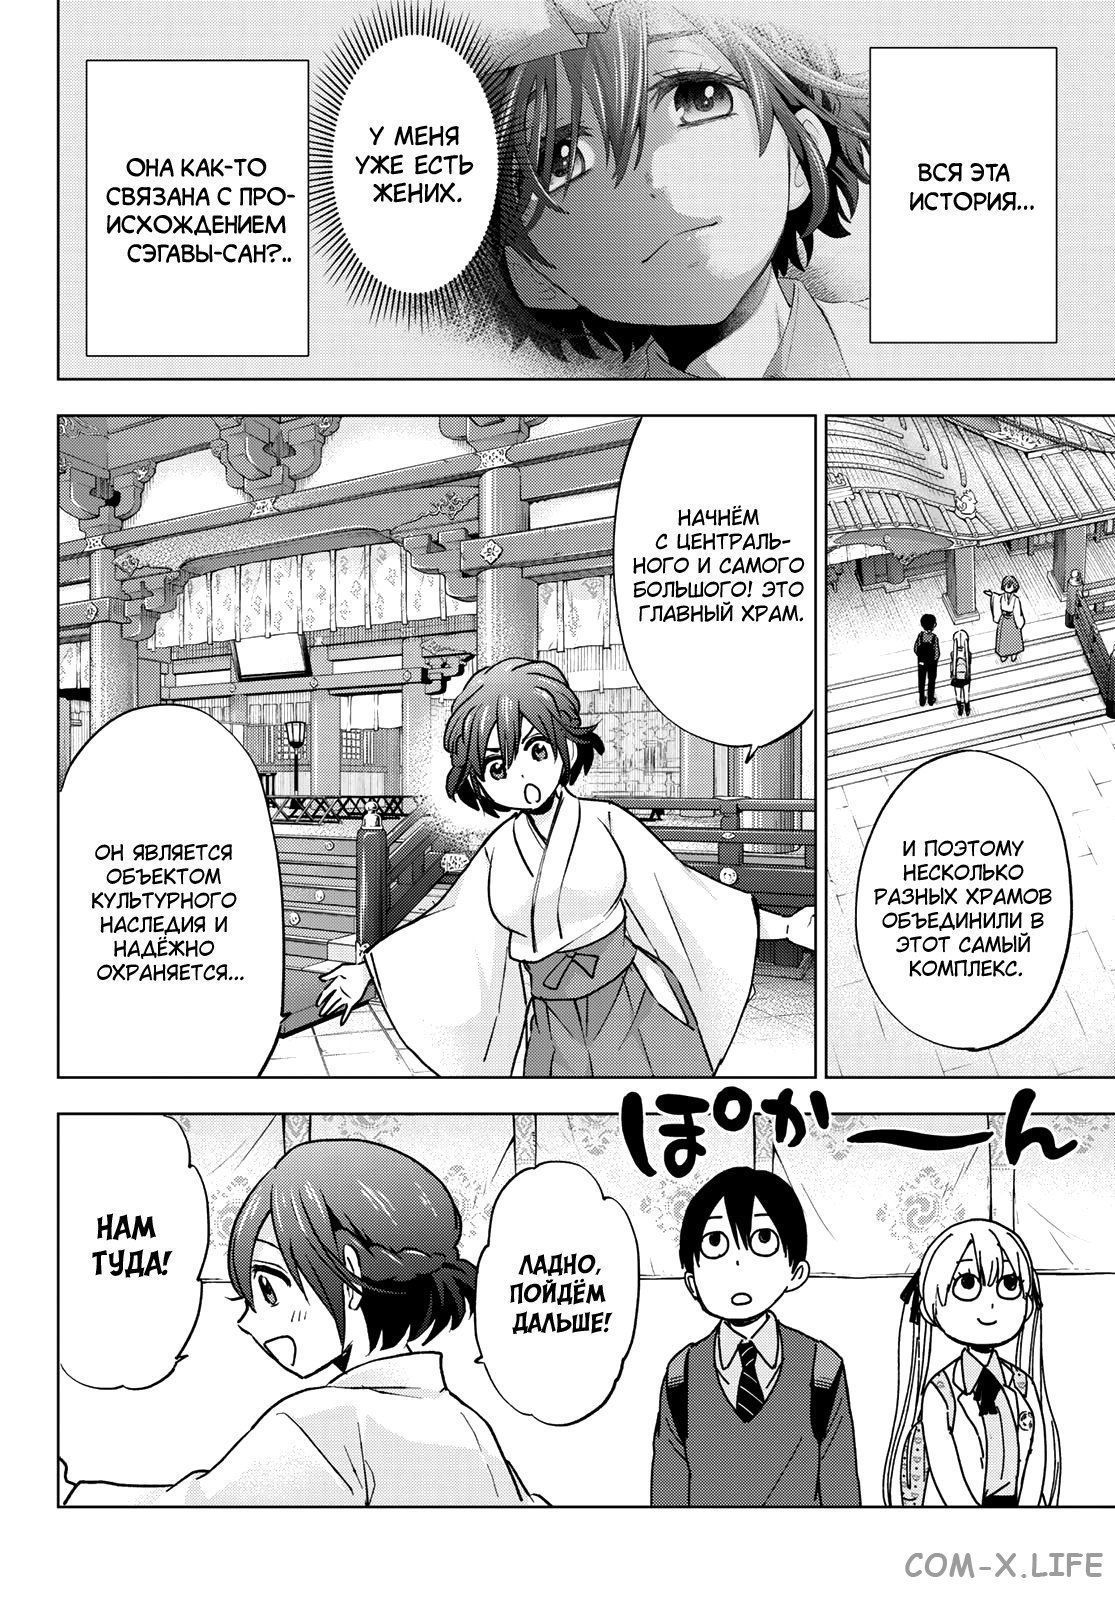 ВСЯ ЭТА
ИСТОРИЯ...
У МЕНЯ
УЖЕ ЕСТЬ
ЖЕНИХ.
ОНА КАК-ТО
СВЯЗАНА С ПРО-
ИСХОЖДЕНИЕМ
СЭГАВЫ-САН?..
И ПОЭТОМУ
НЕСКОЛЬКО
РАЗНЫХ ХРАМОВ
ОБЪЕДИНИЛИ В
ЭТОТ САМЫЙ
КОМПЛЕКС.
НАЧНЁМ
С ЦЕНТРАЛЬ-
НОГО И САМОГО
БОЛЬШОГО! ЭТО
ГЛАВНЫЙ ХРАМ.
ОН ЯВЛЯЕТСЯ
ОБЪЕКТОМ
КУЛЬТУРНОГО
НАСЛЕДИЯ И
НАДЁЖНО
ОХРАНЯЕТСЯ...
ぽかーん
ЛАДНО,
ПОЙДЁМ
ДАЛЬШЕ!
НАМ
ТУДА!
COM-X.LIFE